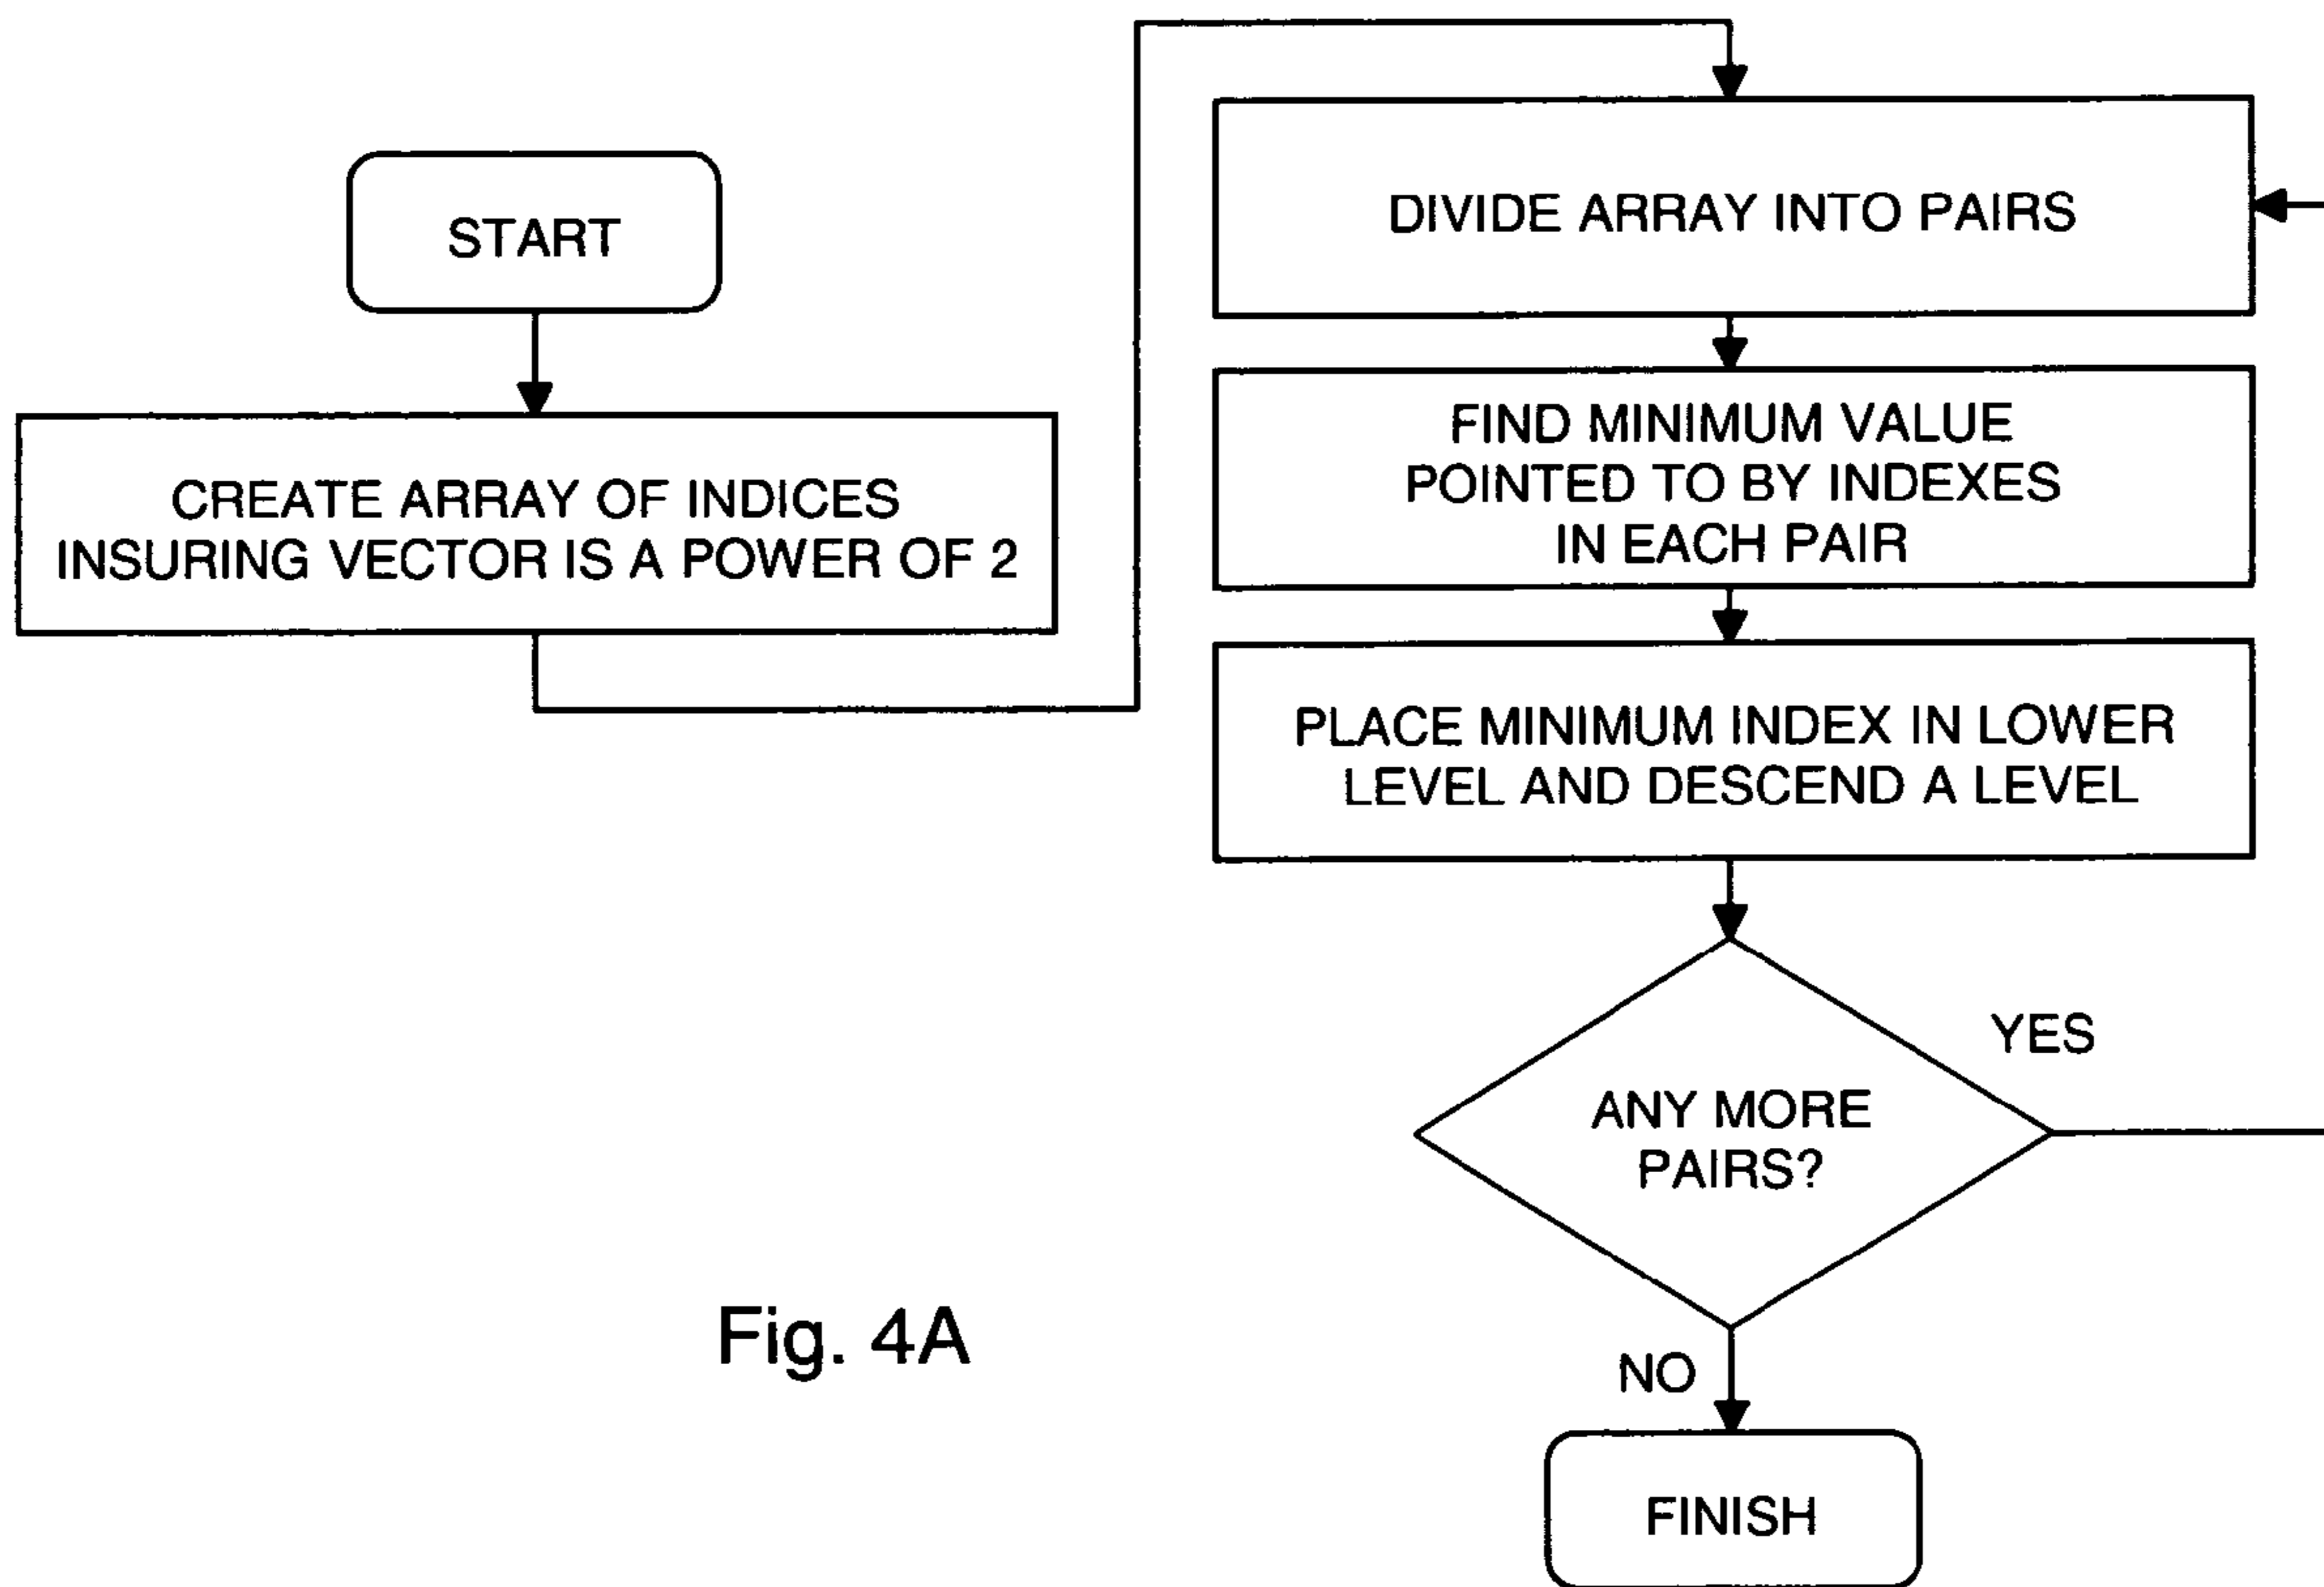 START
CREATE ARRAY OF INDICES
INSURING VECTOR IS A POWER OF 2
DIVIDE ARRAY INTO PAIRS
FIND MINIMUM VALUE
POINTED TO BY INDEXES
IN EACH PAIR
PLACE MINIMUM INDEX IN LOWER
LEVEL AND DESCEND A LEVEL
ANY MORE
PAIRS?
YES
NO
FINISH
Fig. 4A